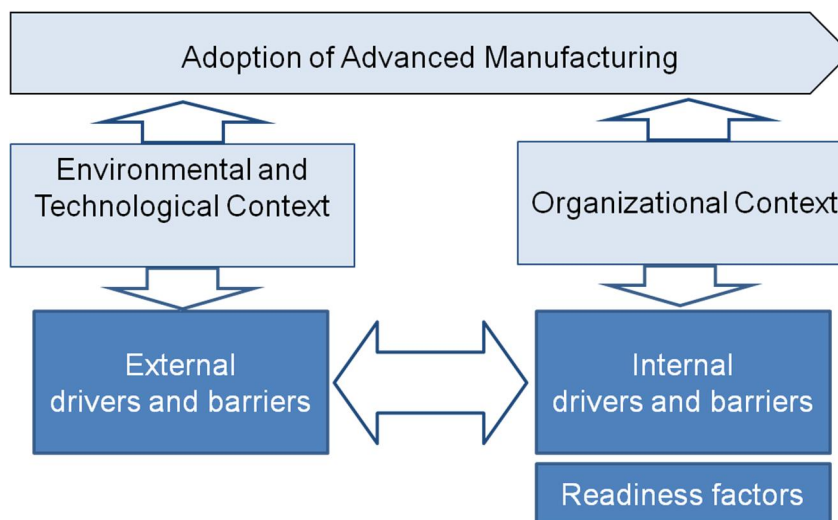 Adoption of Advanced Manufacturing
Environmental and
Technological Context
Organizational Context
External
drivers and barriers
Internal
drivers and barriers
Readiness factors